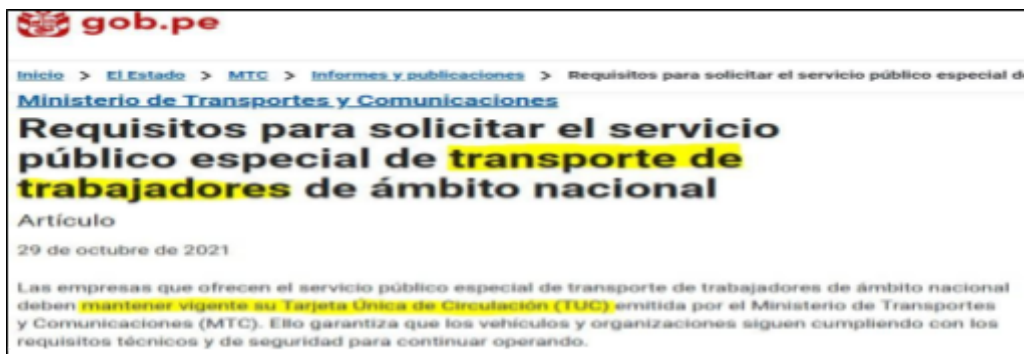 gob.pe
Inicio > El Estado > MTC > Informes y publicaciones > Requisitos para solicitar el servicio público especial d
Ministerio de Transportes y Comunicaciones
Requisitos para solicitar el servicio
público especial de transporte de
trabajadores de ámbito nacional
Artículo
29 de octubre de 2021
Las empresas que ofrecen el servicio público especial de transporte de trabajadores de ámbito nacional
deben mantener vigente su Tarjeta Única de Circulación (TUC) emitida por el Ministerio de Transportes
y Comunicaciones (MTC). Ello garantiza que los vehículos y organizaciones siguen cumpliendo con los
requisitos técnicos y de seguridad para continuar operando.